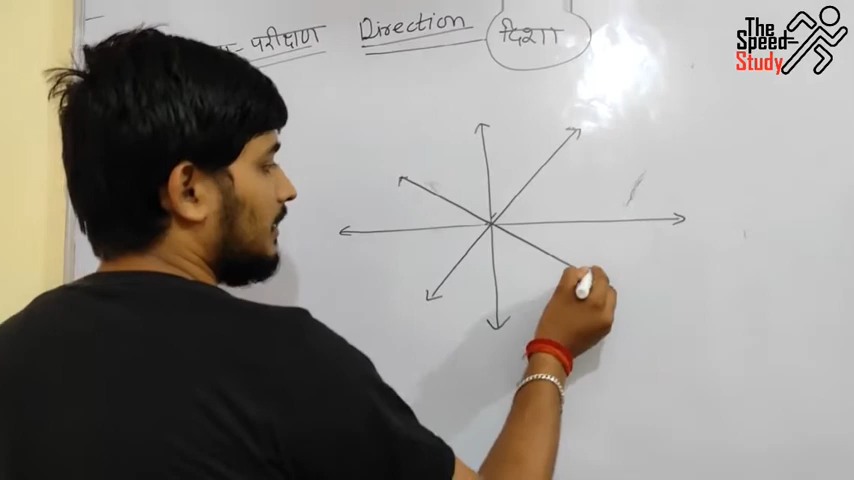 परीक्षण Direction दिशा
The
Speed-
Study